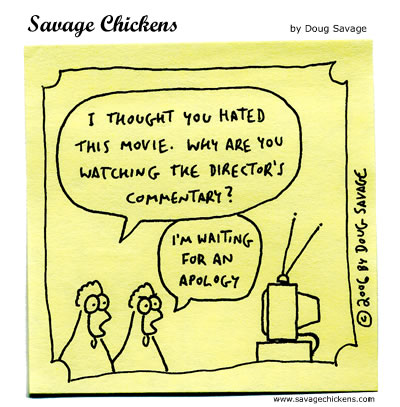 Savage Chickens
by Doug Savage
I THOUGHT YOU HATED
THIS MOVIE. WHY ARE YOU
WATCHING THE DIRECTOR'S
COMMENTARY?
I'M WAITING
FOR AN
APOLOGY
© 2006 BY DOUG SAVAGE
www.savagechickens.com